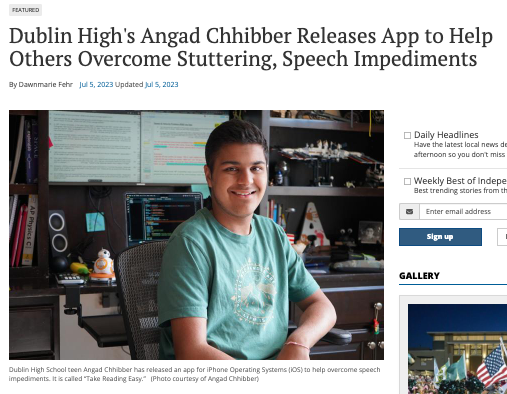 FEATURED
Dublin High's Angad Chhibber Releases App to Help
Others Overcome Stuttering, Speech Impediments
By Dawnmarie Fehr Jul 5, 2023 Updated Jul 5, 2023
Daily Headlines
Have the latest local news de
afternoon so you don't miss
Weekly Best of Indepe
Best trending stories from th
Enter email address
Sign up
GALLERY
AP Physics C
Dublin High School teen Angad Chhibber has released an app for iPhone Operating Systems (iOS) to help overcome speech
impediments. It is called "Take Reading Easy." (Photo courtesy of Angad Chhibber)